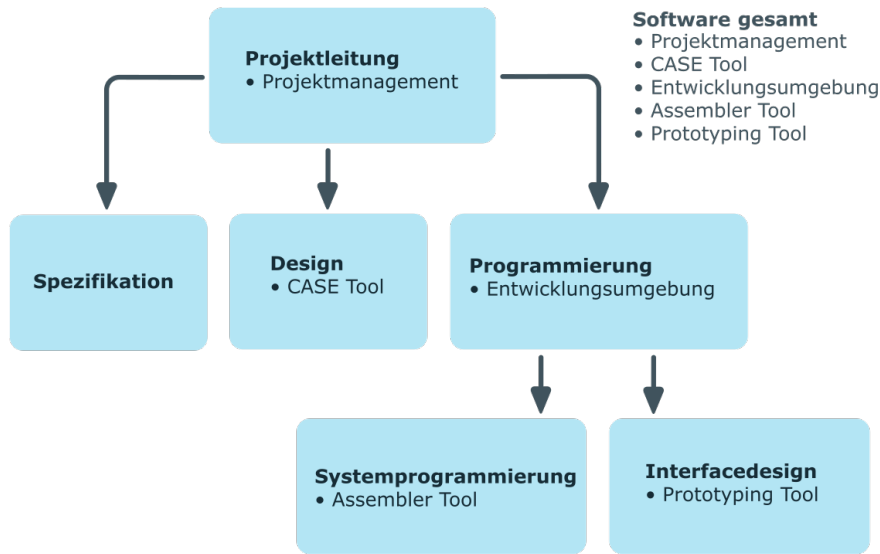 Projektleitung
• Projektmanagement
Software gesamt
• Projektmanagement
• CASE Tool
• Entwicklungsumgebung
• Assembler Tool
• Prototyping Tool
Spezifikation
Design
• CASE Tool
Programmierung
• Entwicklungsumgebung
Systemprogrammierung
• Assembler Tool
Interfacedesign
• Prototyping Tool